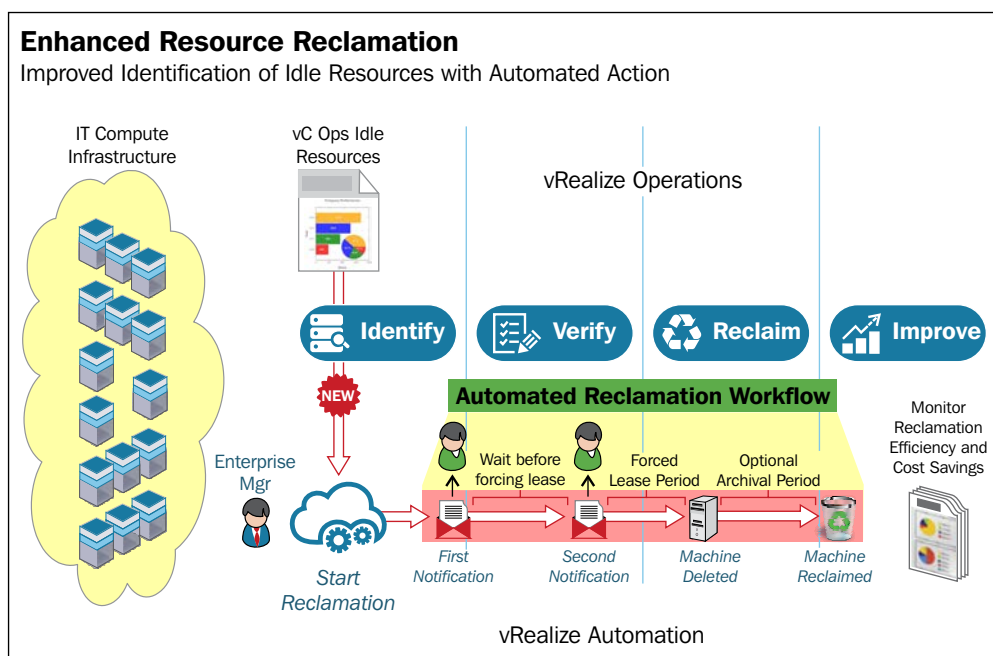 Enhanced Resource Reclamation
Improved Identification of Idle Resources with Automated Action
IT Compute
Infrastructure
vC Ops Idle
Resources
vRealize Operations
Identify
Verify
Reclaim
Improve
NEW
Automated Reclamation Workflow
Monitor
Reclamation
Efficiency and
Cost Savings
Enterprise
Mgr
Wait before
forcing lease
Forced
Lease Period
Optional
Archival Period
Start
Reclamation
First
Notification
Second
Notification
Machine
Deleted
Machine
Reclaimed
vRealize Automation